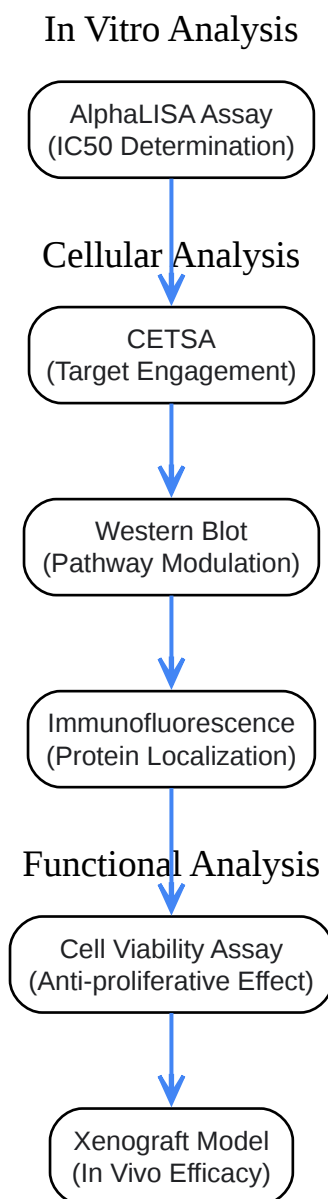 In Vitro Analysis
AlphaLISA Assay
(IC50 Determination)
Cellular Analysis
CETSA
(Target Engagement)
Western Blot
(Pathway Modulation)
Immunofluorescence
(Protein Localization)
Functional Analysis
Cell Viability Assay
(Anti-proliferative Effect)
Xenograft Model
(In Vivo Efficacy)